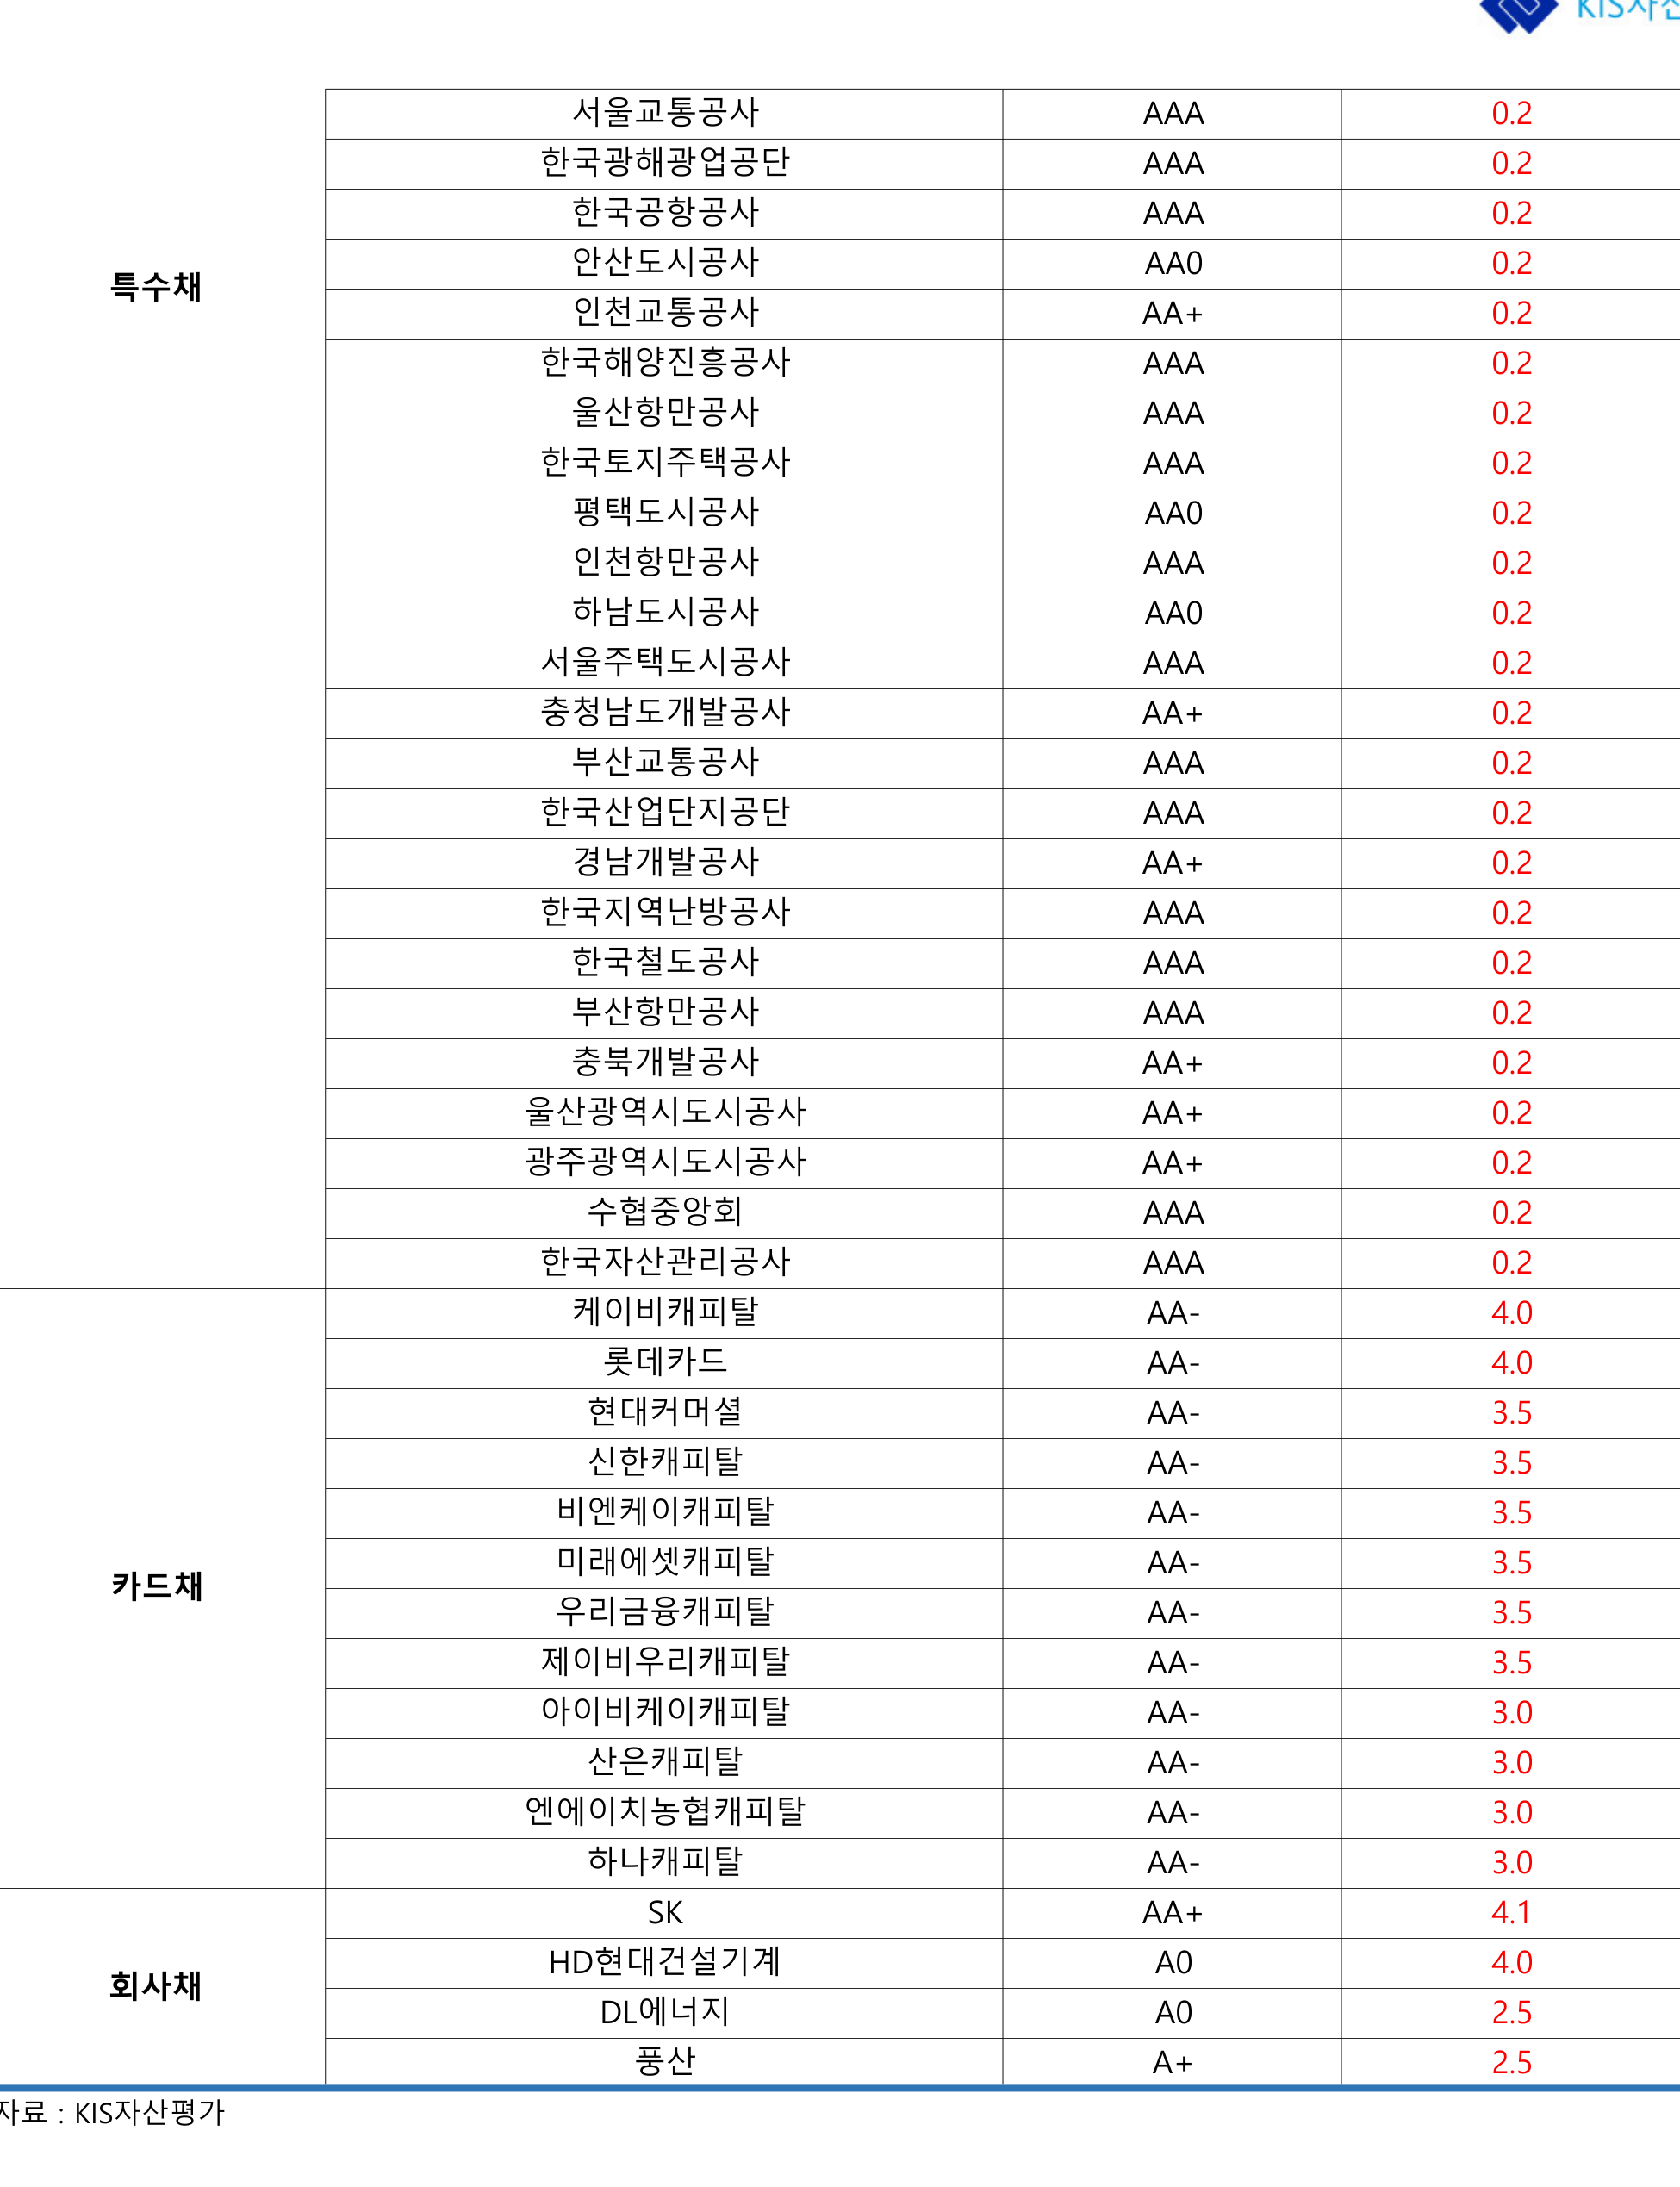 KIS자산
서울교통공사 AAA 0.2
한국광해광업공단 AAA 0.2
한국공항공사 AAA 0.2
특수채 안산도시공사 AA0 0.2
인천교통공사 AA+ 0.2
한국해양진흥공사 AAA 0.2
울산항만공사 AAA 0.2
한국토지주택공사 AAA 0.2
평택도시공사 AA0 0.2
인천항만공사 AAA 0.2
하남도시공사 AA0 0.2
서울주택도시공사 AAA 0.2
충청남도개발공사 AA+ 0.2
부산교통공사 AAA 0.2
한국산업단지공단 AAA 0.2
경남개발공사 AA+ 0.2
한국지역난방공사 AAA 0.2
한국철도공사 AAA 0.2
부산항만공사 AAA 0.2
충북개발공사 AA+ 0.2
울산광역시도시공사 AA+ 0.2
광주광역시도시공사 AA+ 0.2
수협중앙회 AAA 0.2
한국자산관리공사 AAA 0.2
케이비캐피탈 AA- 4.0
롯데카드 AA- 4.0
현대커머셜 AA- 3.5
신한캐피탈 AA- 3.5
비엔케이캐피탈 AA- 3.5
미래에셋캐피탈 AA- 3.5
카드채 우리금융캐피탈 AA- 3.5
제이비우리캐피탈 AA- 3.5
아이비케이캐피탈 AA- 3.0
산은캐피탈 AA- 3.0
엔에이치농협캐피탈 AA- 3.0
하나캐피탈 AA- 3.0
SK AA+ 4.1
회사채 HD현대건설기계 A0 4.0
DL에너지 A0 2.5
풍산 A+ 2.5
자료 : KIS자산평가